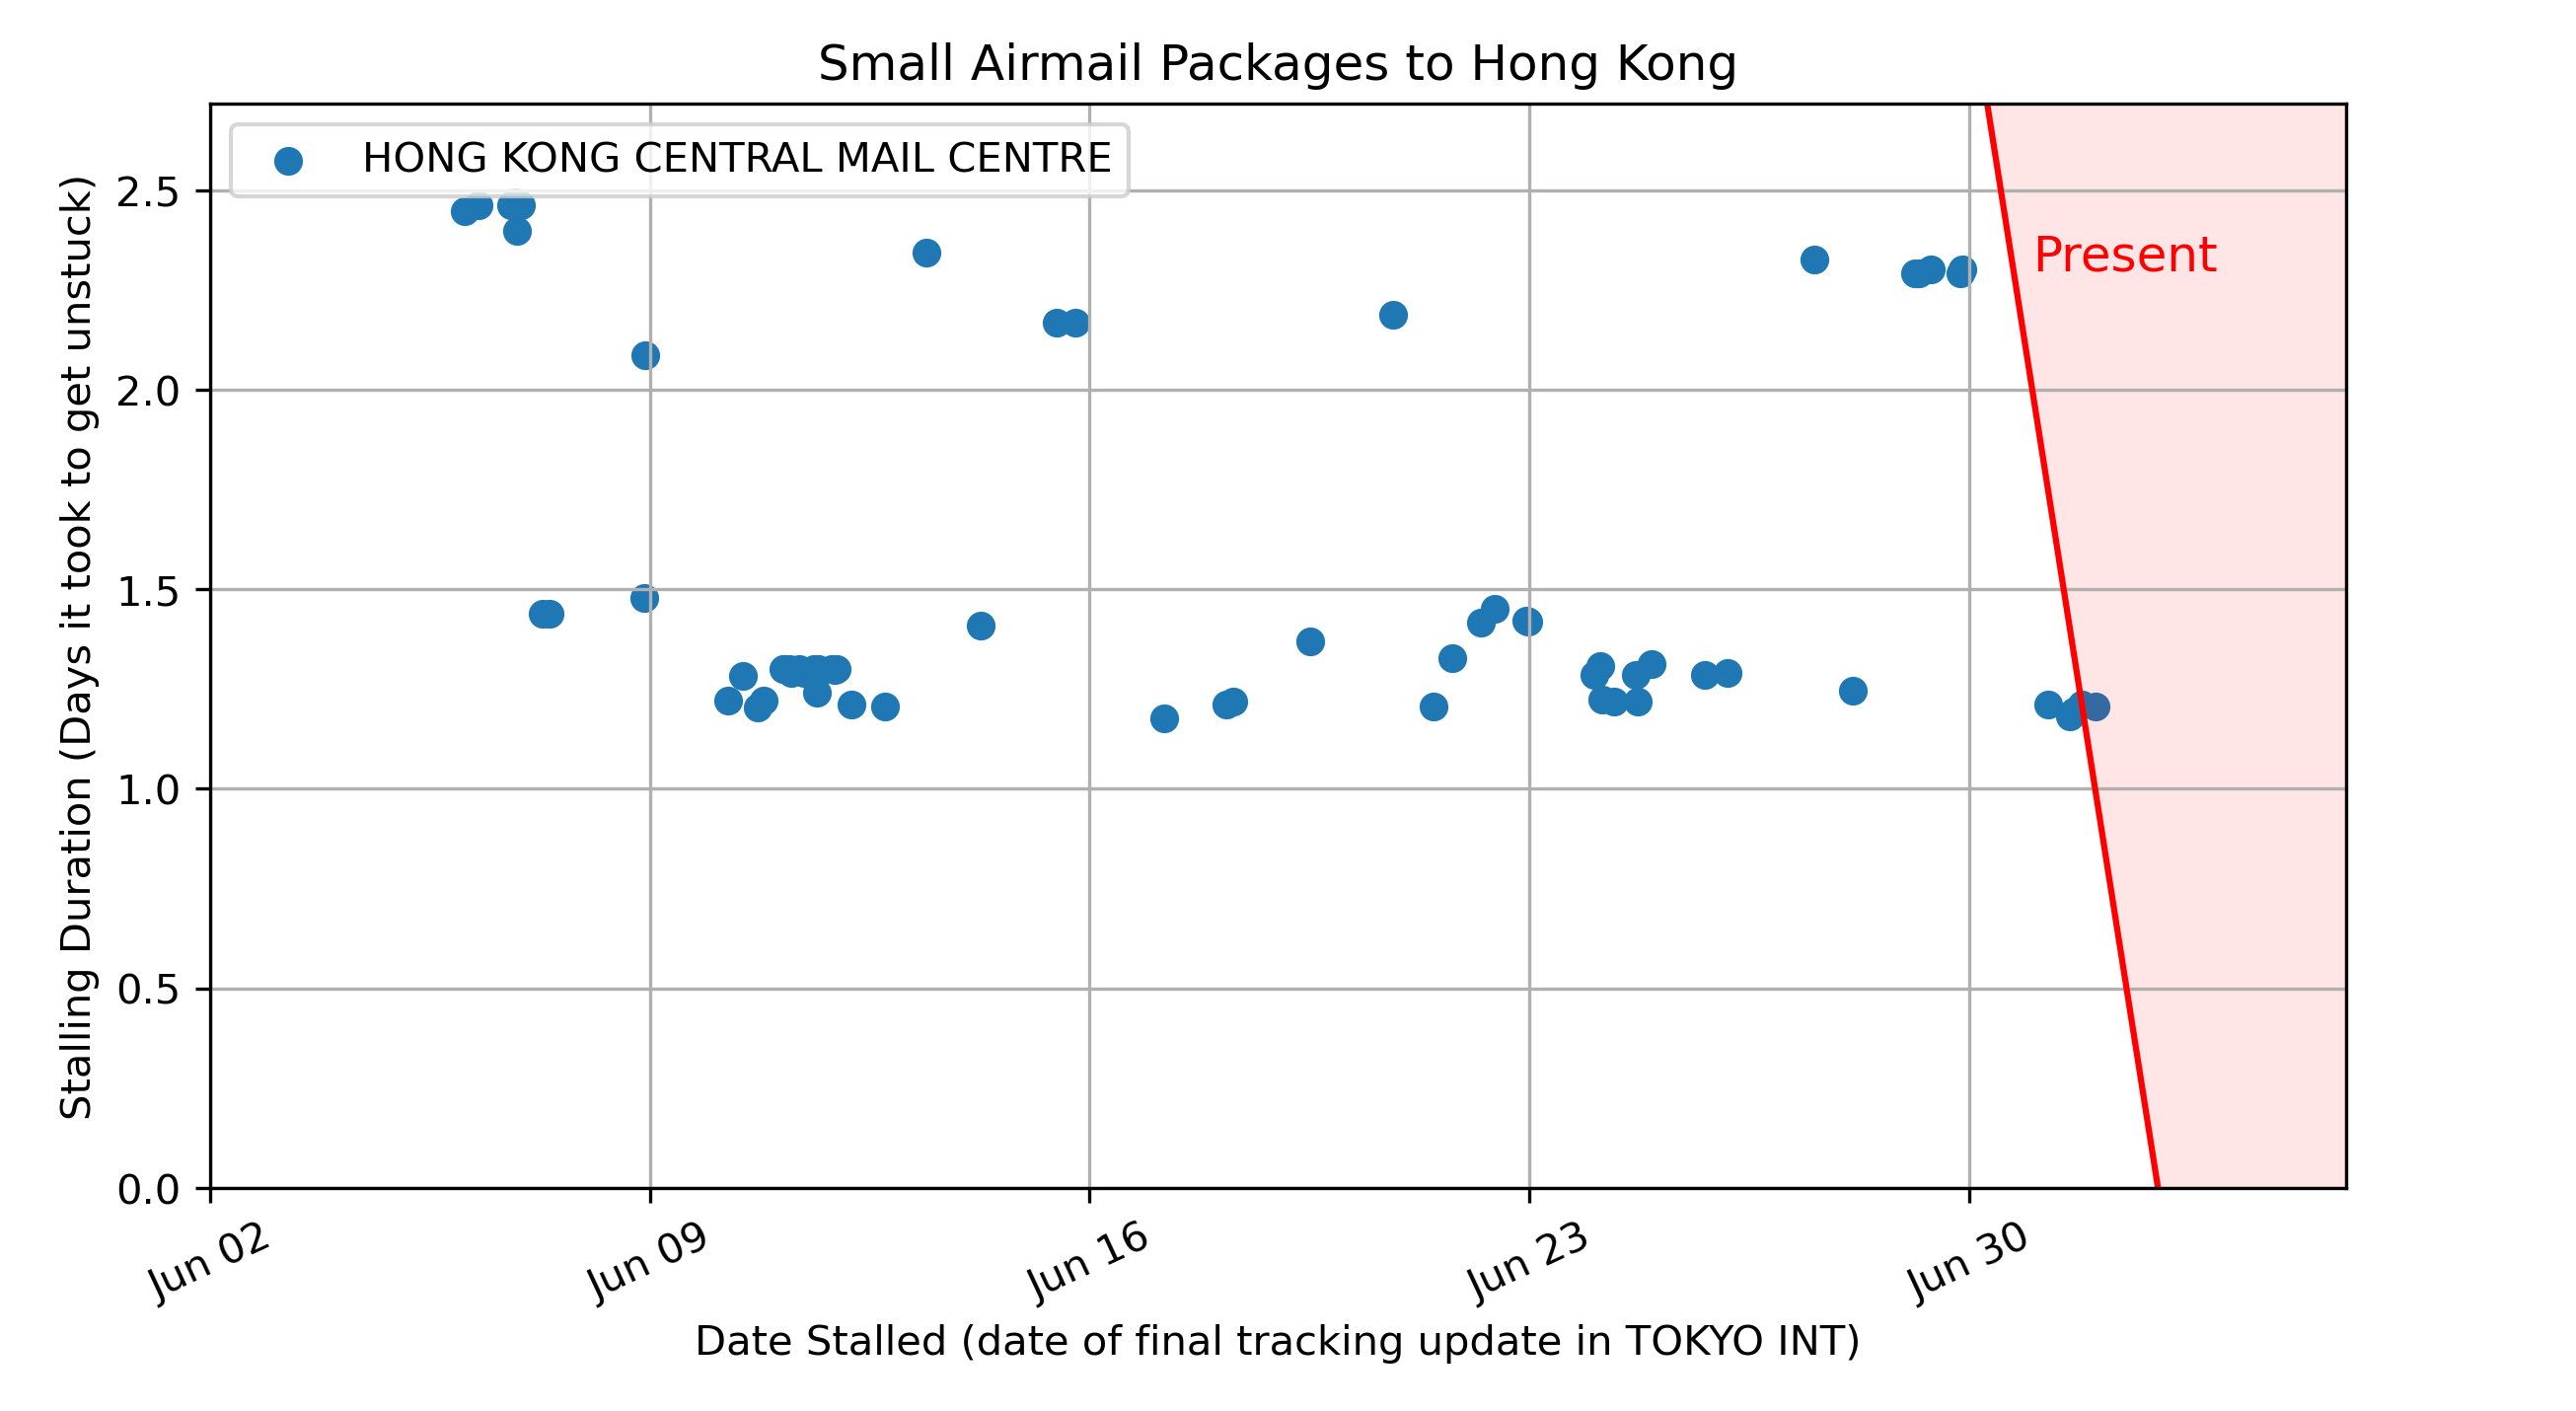 Small Airmail Packages to Hong Kong
HONG KONG CENTRAL MAIL CENTRE
Present
Stalling Duration (Days it took to get unstuck)
2.5
2.0
1.5
1.0
0.5
0.0
Jun 02
Jun 09
Jun 16
Jun 23
Jun 30
Date Stalled (date of final tracking update in TOKYO INT)